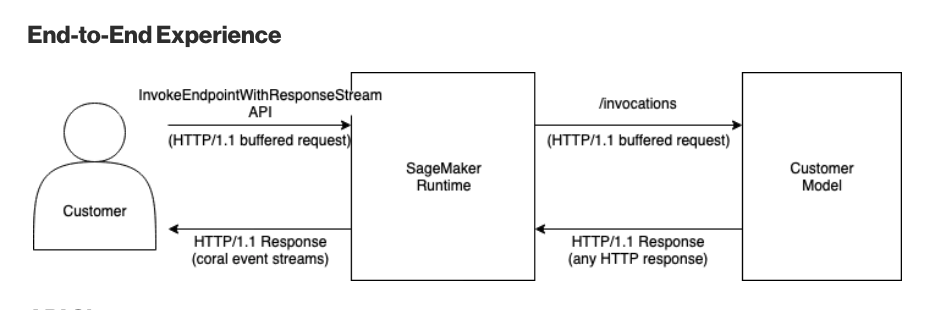 End-to-End Experience
InvokeEndpointWithResponseStream
API
(HTTP/1.1 buffered request)
/invocations
(HTTP/1.1 buffered request)
SageMaker
Runtime
Customer
Model
Customer
HTTP/1.1 Response
(coral event streams)
HTTP/1.1 Response
(any HTTP response)